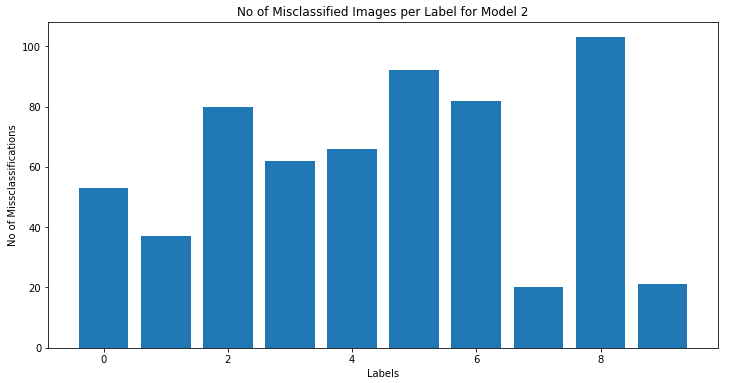 No of Misclassified Images per Label for Model 2
No of Missclassifications
100
80
60
40
20
0
0 2 4 6 8
Labels